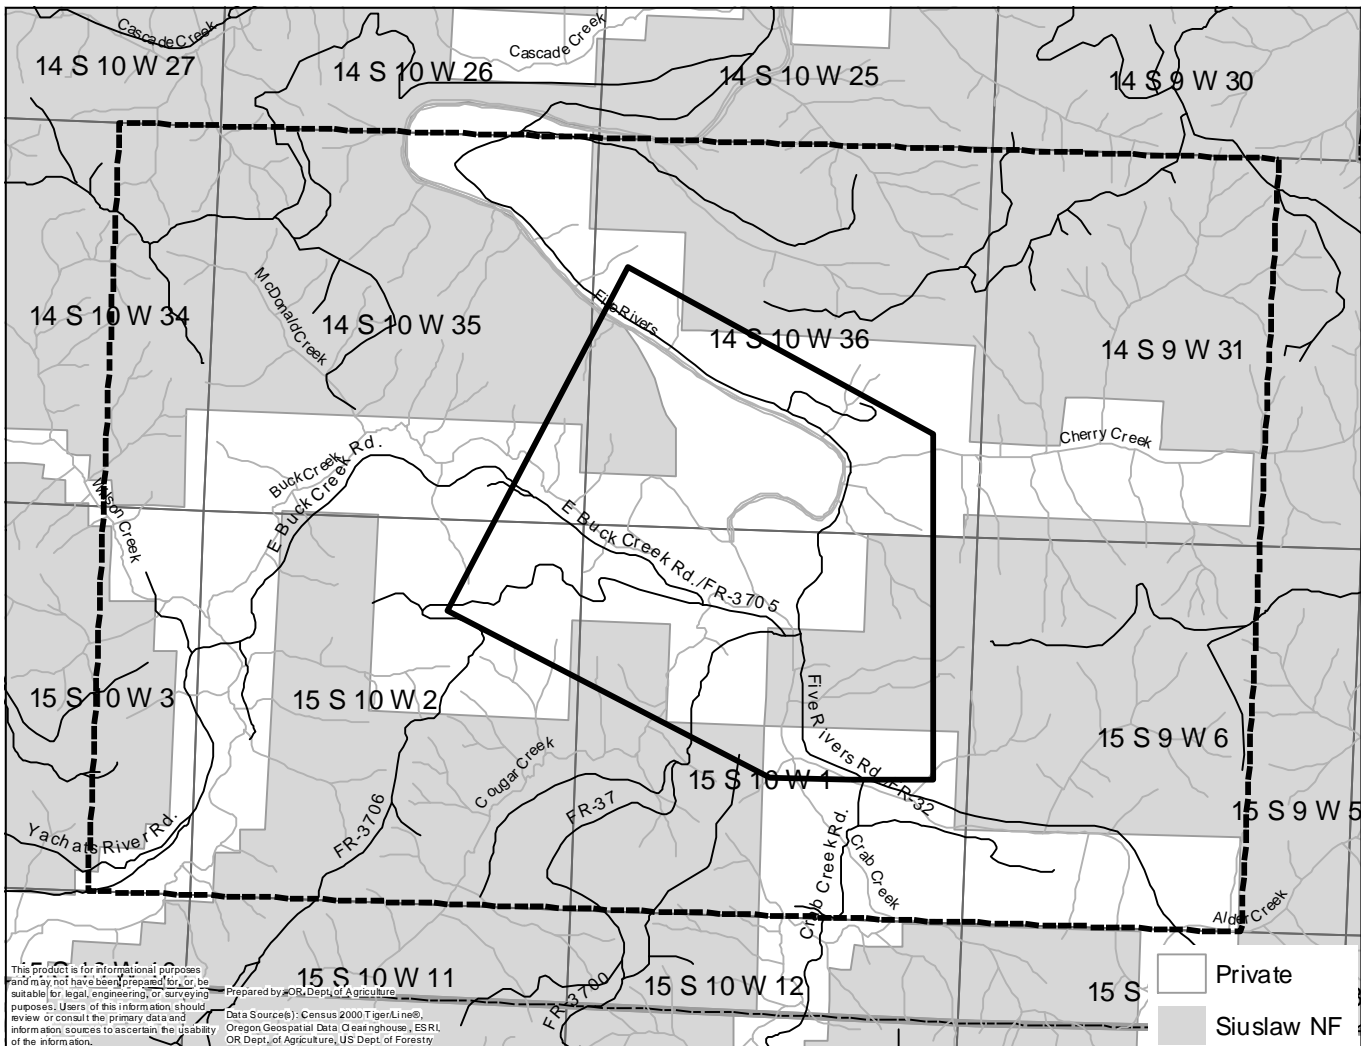 Cascade Creek
Cascade Creek
14 S 10 W 27
14 S 10 W 26
14 S 10 W 25
14 S 9 W 30
McDonald Creek
Five Rivers
14 S 10 W 34
14 S 10 W 35
14 S 10 W 36
14 S 9 W 31
Cherry Creek
Buck Creek
E Buck Creek Rd.
Wilson Creek
E Buck Creek Rd./FR-3705
15 S 10 W 3
15 S 10 W 2
Five Rivers Rd./FR-32
15 S 9 W 6
15 S 10 W 1
Cougar Creek
FR-37
FR-3706
15 S 9 W 5
Yachats River Rd.
Crab Creek Rd.
Crab Creek
Alder Creek
15 S 10 W 11
15 S 10 W 12
15 S
FR-3700
This product is for informational purposes
and may not have been prepared for, or be
suitable for legal, engineering, or surveying
purposes. Users of this information should
review or consult the primary data and
information sources to ascertain the usability
of the information.
Prepared by: OR. Dept. of Agriculture
Data Source(s): Census 2000 Tiger/Line®,
Oregon Geospatial Data Clearinghouse, ESRI,
OR Dept. of Agriculture, US Dept. of Forestry
Private
Siuslaw NF